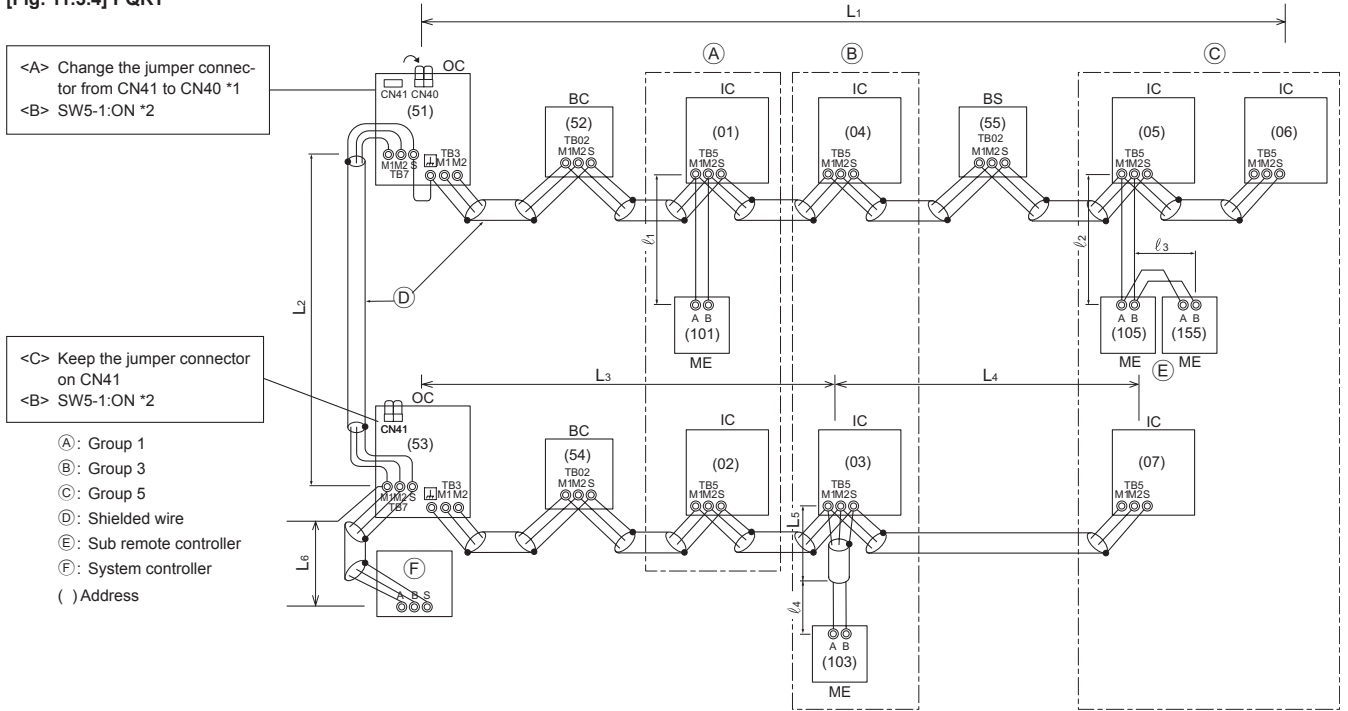 [Fig. 11.3.4] PQRY
L1
<A> Change the jumper connec-
tor from CN41 to CN40 *1
<B> SW5-1:ON *2
OC
CN41 CN40
(51)
M1M2 S
TB7
TB3
M1M2
BC
(52)
TB02
M1M2 S
Ⓐ
IC
(01)
TB5
M1M2S
Ⓑ
IC
(04)
TB5
M1M2S
BS
(55)
TB02
M1M2 S
Ⓒ
IC
(05)
TB5
M1M2S
IC
(06)
TB5
M1M2S
L2
Ⓓ
ℓ1
A B
(101)
ME
ℓ2
ℓ3
A B
(105)
ME
A B
(155)
ME
Ⓔ
<C> Keep the jumper connector
on CN41
<B> SW5-1:ON *2
L3
L4
OC
CN41
(53)
M1M2 S
TB7
TB3
M1M2
BC
(54)
TB02
M1M2 S
IC
(02)
TB5
M1M2S
IC
(03)
TB5
M1M2S
IC
(07)
TB5
M1M2S
Ⓐ: Group 1
Ⓑ: Group 3
Ⓒ: Group 5
Ⓓ: Shielded wire
Ⓔ: Sub remote controller
Ⓕ: System controller
( ) Address
L6
Ⓕ
A B S
L5
ℓ4
A B
(103)
ME